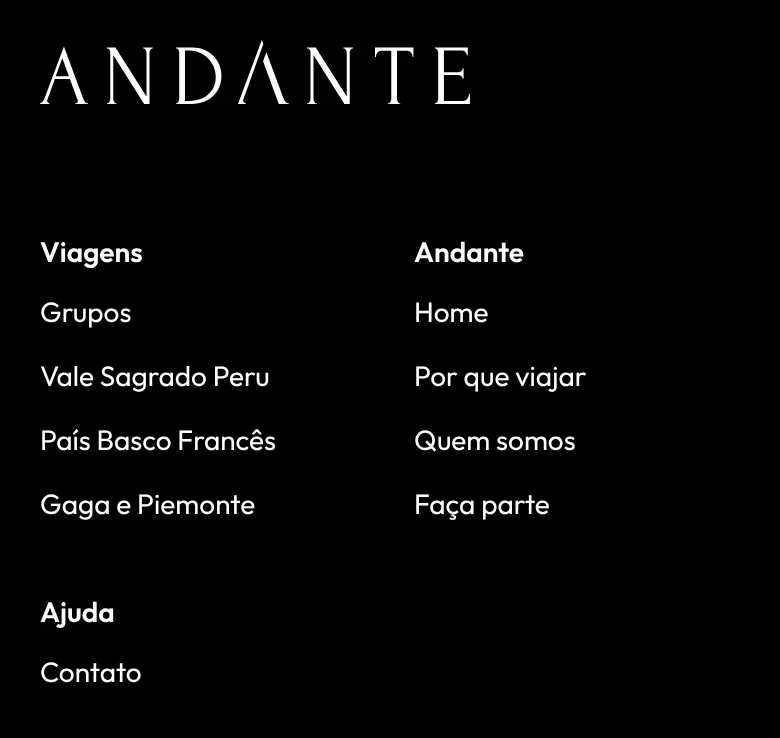 ANDANTE
Viagens
Grupos
Vale Sagrado Peru
País Basco Francês
Gaga e Piemonte
Andante
Home
Por que viajar
Quem somos
Faça parte
Ajuda
Contato